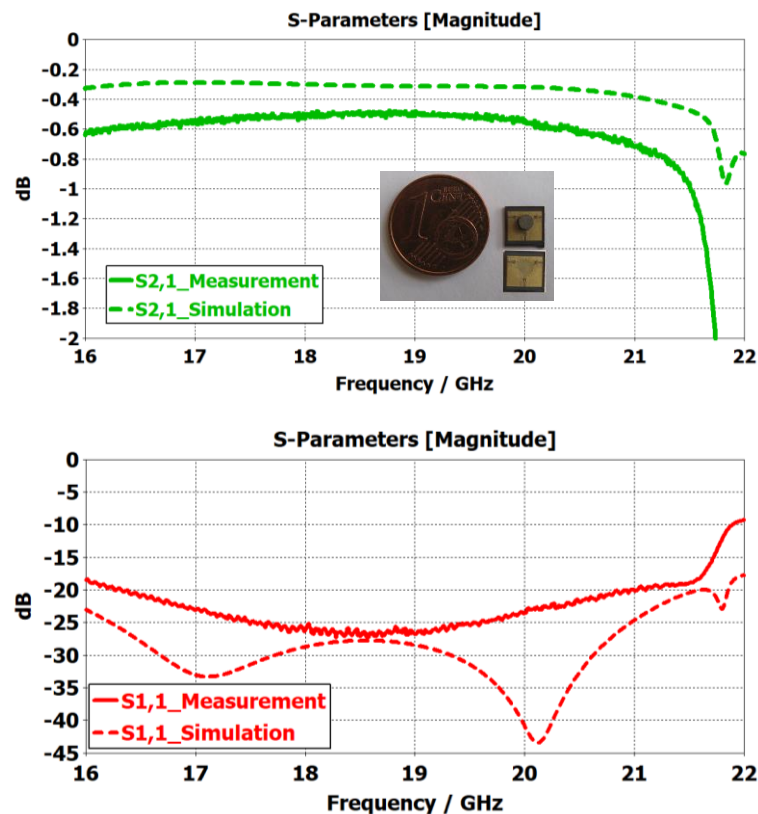 S-Parameters [Magnitude]
0
-0.2
-0.4
-0.6
-0.8
-1
-1.2
-1.4
-1.6
-1.8
-2
dB
1
CENT
S2,1_Measurement
S2,1_Simulation
16 17 18 19 20 21 22
Frequency / GHz
S-Parameters [Magnitude]
0
-5
-10
-15
-20
-25
-30
-35
-40
-45
dB
S1,1_Measurement
S1,1_Simulation
16 17 18 19 20 21 22
Frequency / GHz